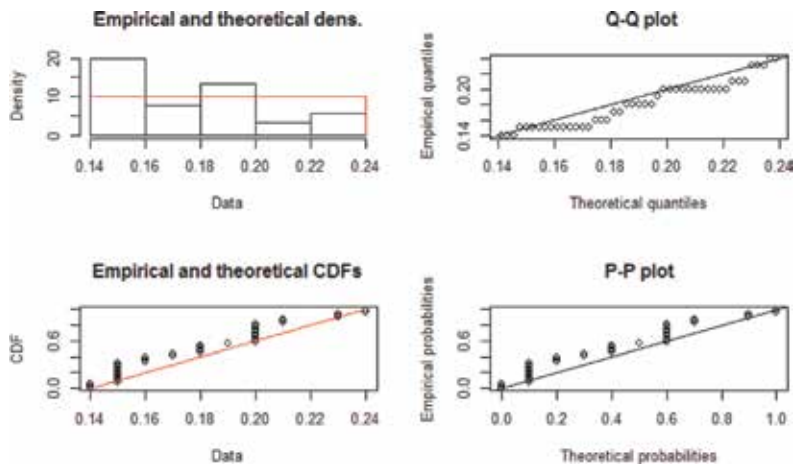 Empirical and theoretical dens.
Density
0 10 20
0.14 0.16 0.18 0.20 0.22 0.24
Data
Q-Q plot
Empirical quantiles
0.14 0.20
0.14 0.16 0.18 0.20 0.22 0.24
Theoretical quantiles
Empirical and theoretical CDFs
CDF
0.0 0.6
0.14 0.16 0.18 0.20 0.22 0.24
Data
P-P plot
Empirical probabilities
0.0 0.6
0.0 0.2 0.4 0.6 0.8 1.0
Theoretical probabilities